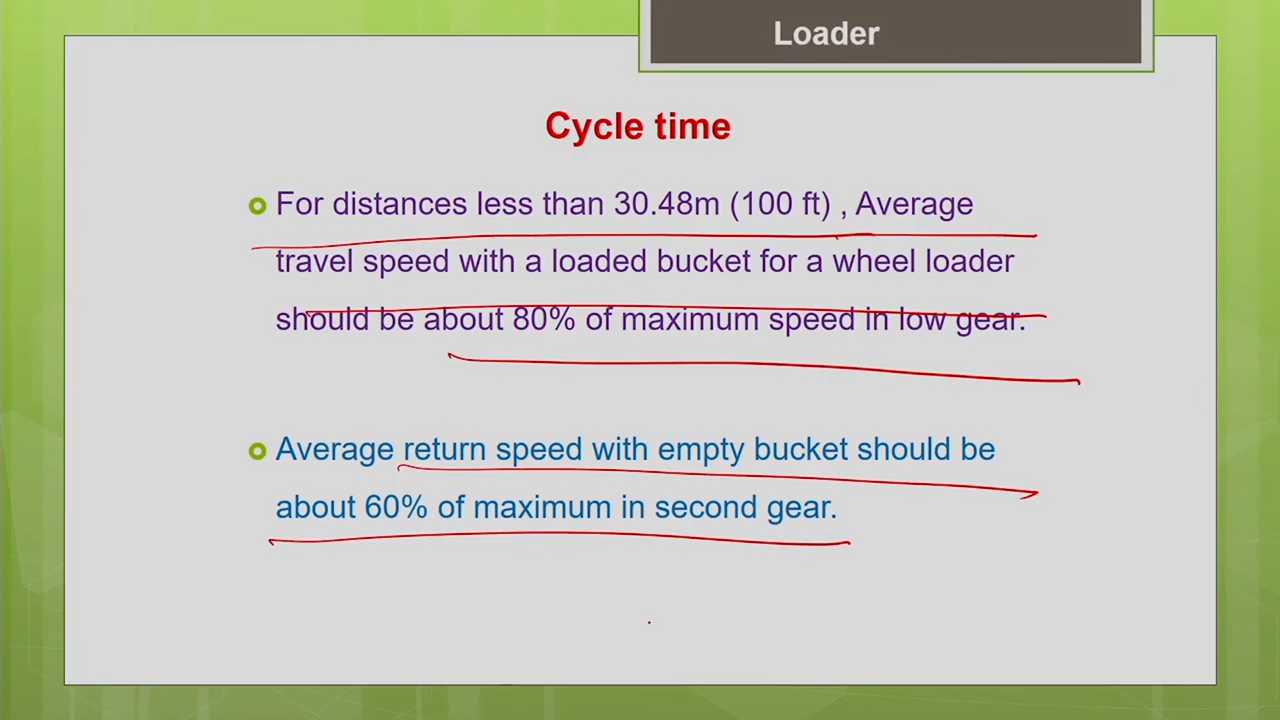 Loader
Cycle time
For distances less than 30.48m (100 ft) , Average
travel speed with a loaded bucket for a wheel loader
should be about 80% of maximum speed in low gear.
Average return speed with empty bucket should be
about 60% of maximum in second gear.